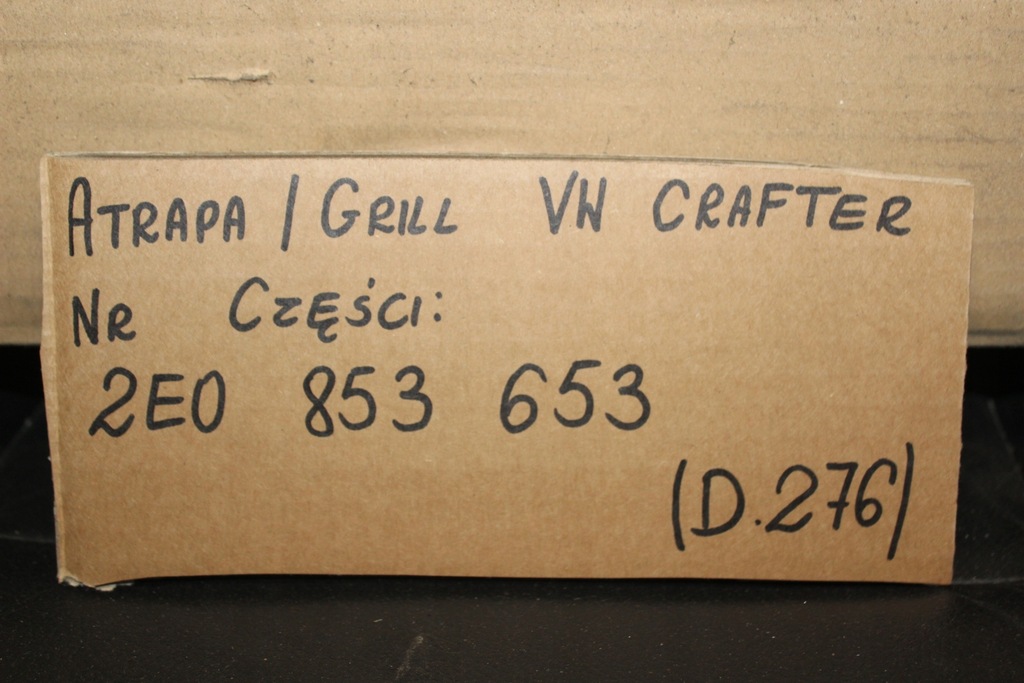 ATRAPA / GRILL VW CRAFTER
NR CZĘŚCI:
2E0 853 653
(D.276)